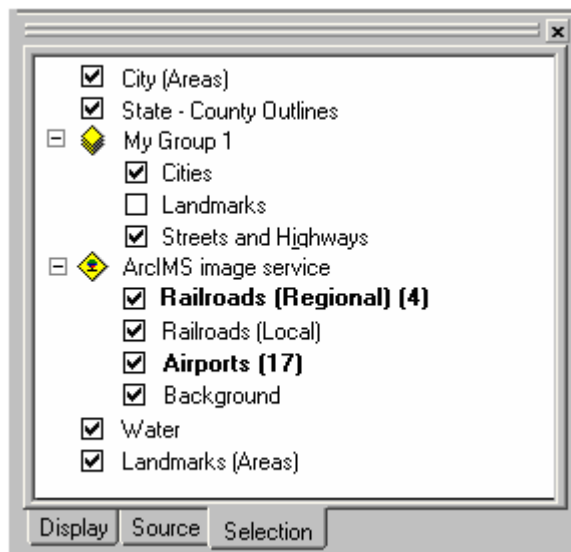 City (Areas)
State - County Outlines
My Group 1
Cities
Landmarks
Streets and Highways
ArcIMS image service
Railroads (Regional) (4)
Railroads (Local)
Airports (17)
Background
Water
Landmarks (Areas)
Display Source Selection